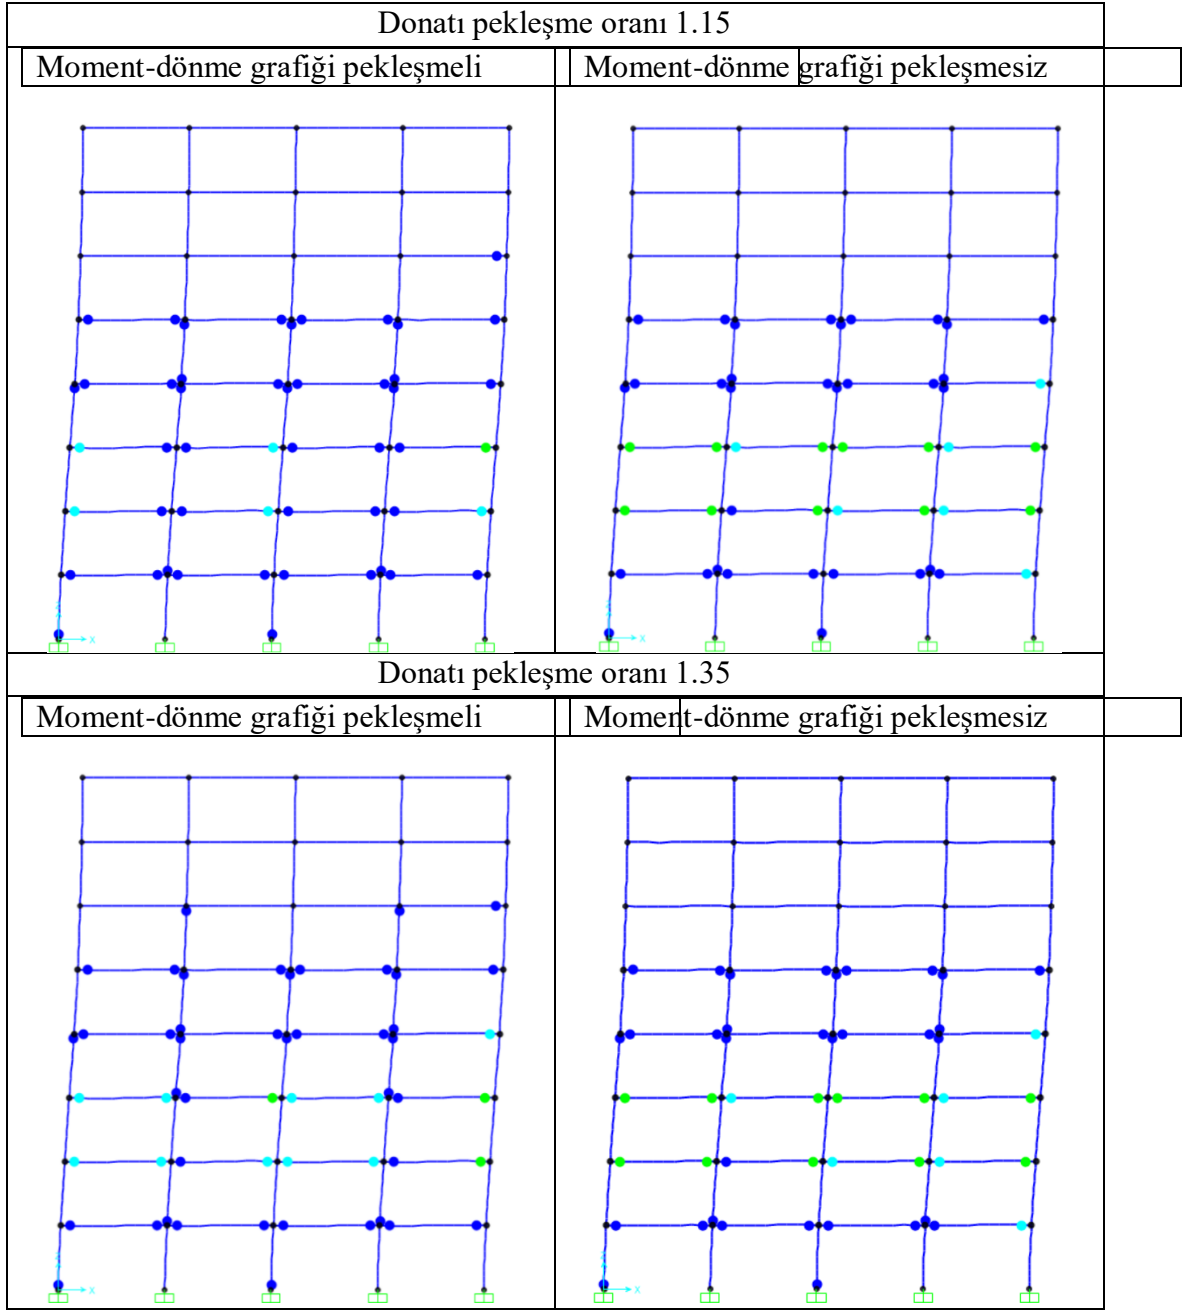 Donatı pekleşme oranı 1.15
Moment-dönme grafiği pekleşmeli
Moment-dönme grafiği pekleşmesiz
X
X
Donatı pekleşme oranı 1.35
Moment-dönme grafiği pekleşmeli
Moment-dönme grafiği pekleşmesiz
X
X